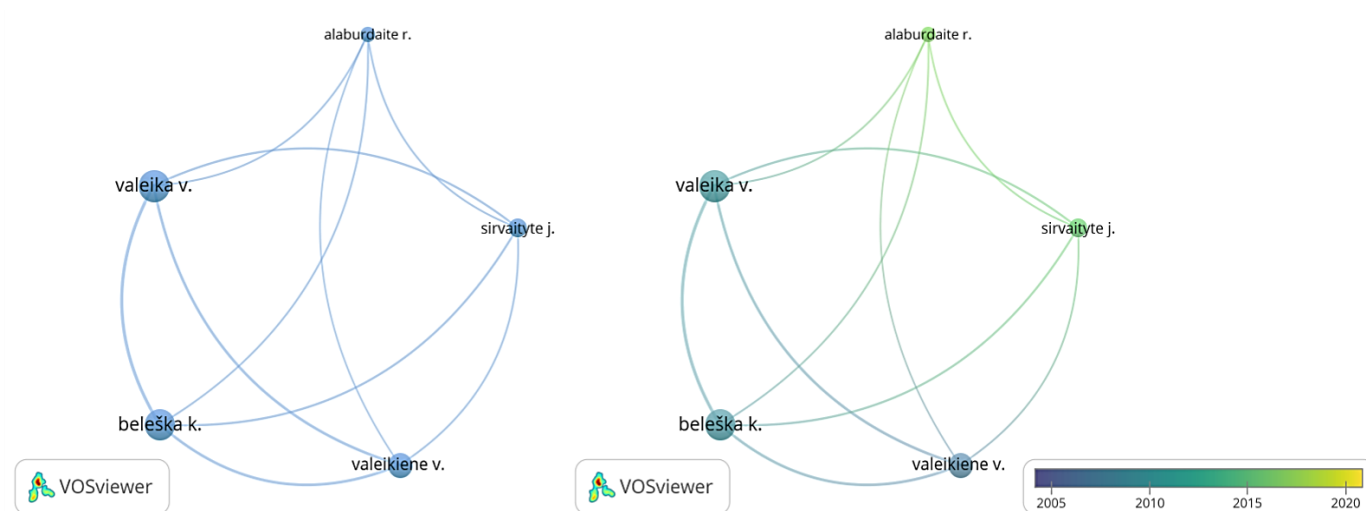 alaburdaite r.
valeika v.
sirvaityte j.
beleška k.
valeikiene v.
VOSviewer
alaburdaite r.
valeika v.
sirvaityte j.
beleška k.
valeikiene v.
VOSviewer
2005 2010 2015 2020